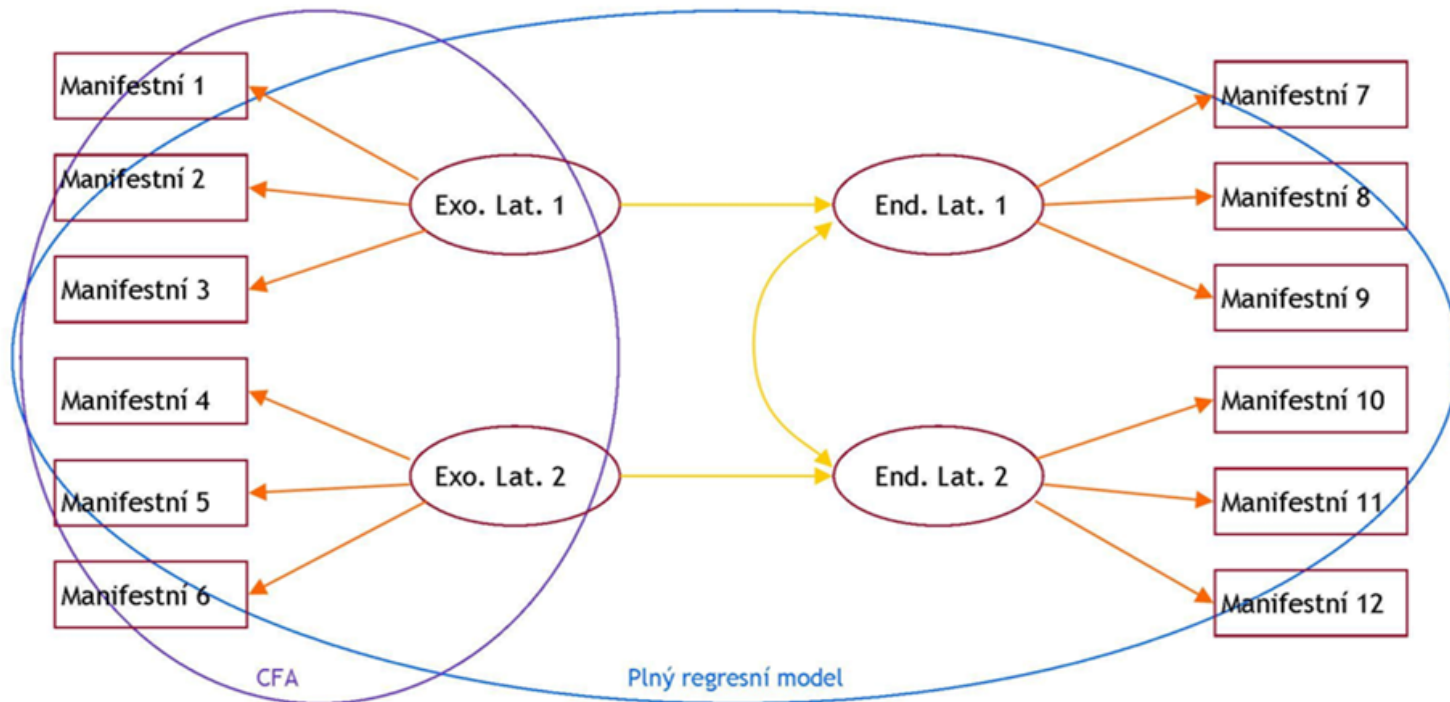 Manifestní 1
Manifestní 2
Manifestní 3
Manifestní 4
Manifestní 5
Manifestní 6
Exo. Lat. 1
Exo. Lat. 2
End. Lat. 1
End. Lat. 2
Manifestní 7
Manifestní 8
Manifestní 9
Manifestní 10
Manifestní 11
Manifestní 12
CFA
Plný regresní model